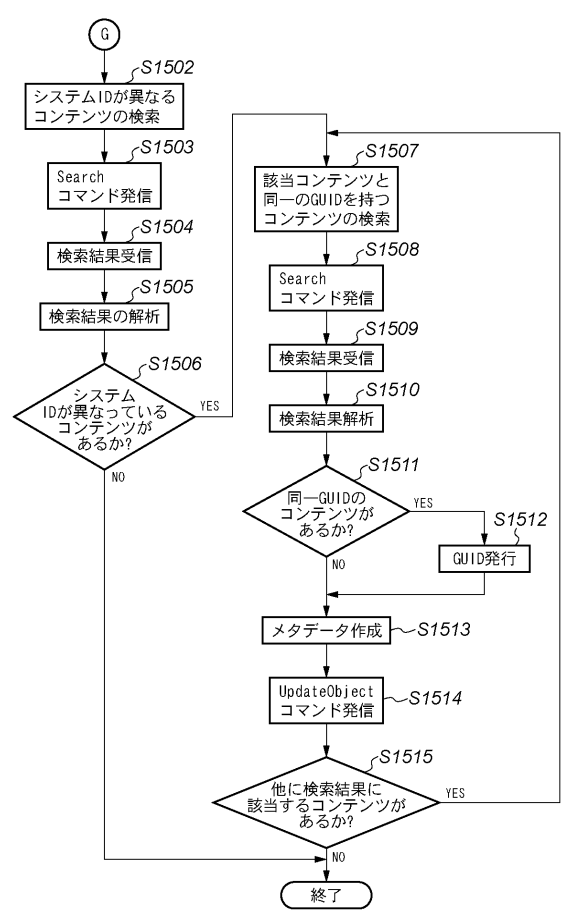 G
S1502
システムIDが異なる
コンテンツの検索
S1503
Search
コマンド発信
S1504
検索結果受信
S1505
検索結果の解析
S1506
システム
IDが異なっている
コンテンツが
あるか?
YES
NO
S1507
該当コンテンツと
同一のGUIDを持つ
コンテンツの検索
S1508
Search
コマンド発信
S1509
検索結果受信
S1510
検索結果解析
S1511
同一GUIDの
コンテンツが
あるか?
YES
NO
S1512
GUID発行
S1513
メタデータ作成
S1514
UpdateObject
コマンド発信
S1515
他に検索結果に
該当するコンテンツが
あるか?
YES
NO
終了